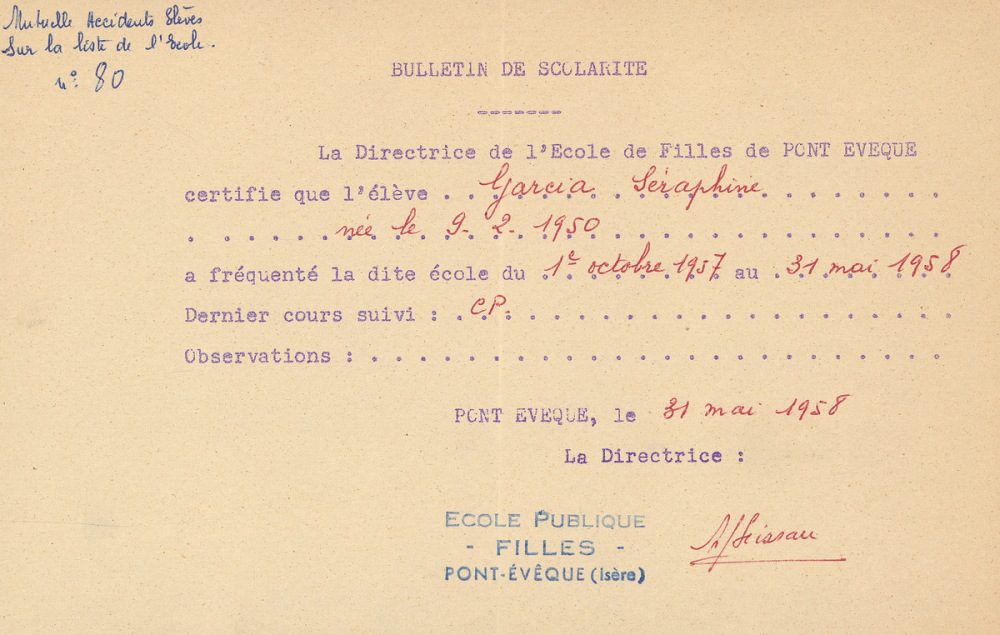 Mutuelle Accidents Elèves
Sur la liste de l'Ecole.
n°. 80
BULLETIN DE SCOLARITE
-------
La Directrice de l'Ecole de Filles de PONT EVEQUE
certifie que l'élève . . Garcia Séraphine . . . . . . .
. . . . . . née le 9. 2. 1950 . . . . . . . . . . . . . .
a fréquenté la dite école du 1e octobre 1957 au 31 mai 1958
Dernier cours suivi : . CP. . . . . . . . . . . . . . . . . . .
Observations : . . . . . . . . . . . . . . . . . . . . . . . .
PONT EVEQUE, le 31 mai 1958
La Directrice :
ECOLE PUBLIQUE
- FILLES -
PONT-ÉVÊQUE (Isère)